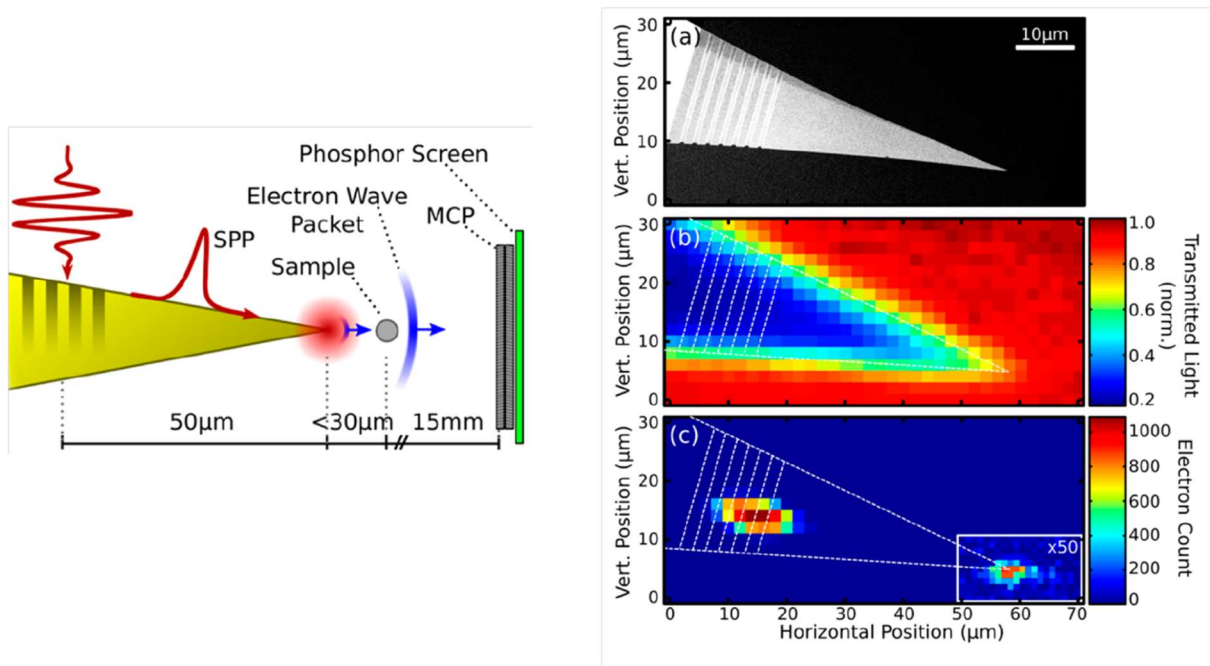 Phosphor Screen
Electron Wave
Packet
MCP
SPP
Sample
50μm
<30μm
15mm
(a)
10μm
Vert. Position (μm)
30
20
10
0
(b)
Vert. Position (μm)
30
20
10
0
1.0
0.8
0.6
0.4
0.2
Transmitted Light
(norm.)
(c)
x50
Vert. Position (μm)
30
20
10
0
0 10 20 30 40 50 60 70
Horizontal Position (μm)
1000
800
600
400
200
0
Electron Count